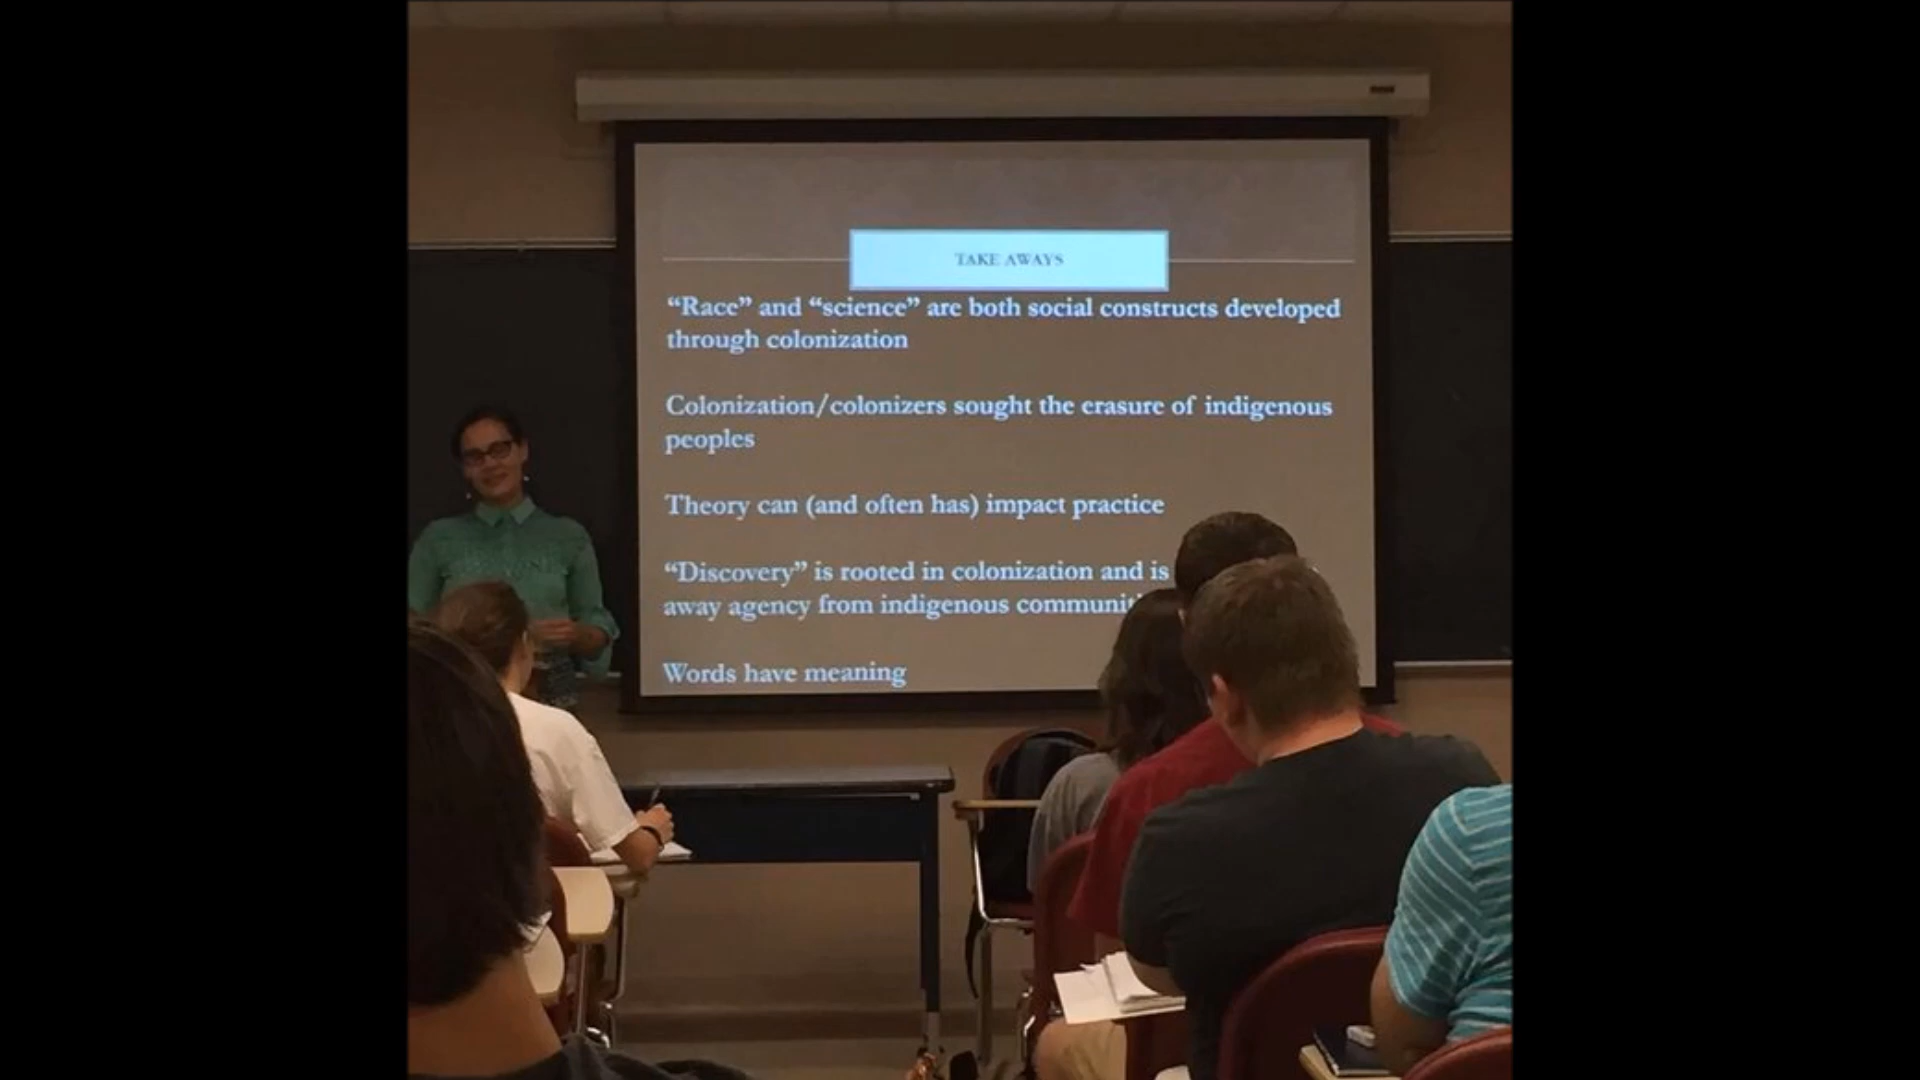 TAKE AWAYS
“Race” and “science” are both social constructs developed
through colonization
Colonization/colonizers sought the erasure of indigenous
peoples
Theory can (and often has) impact practice
“Discovery” is rooted in colonization and is
away agency from indigenous
Words have meaning